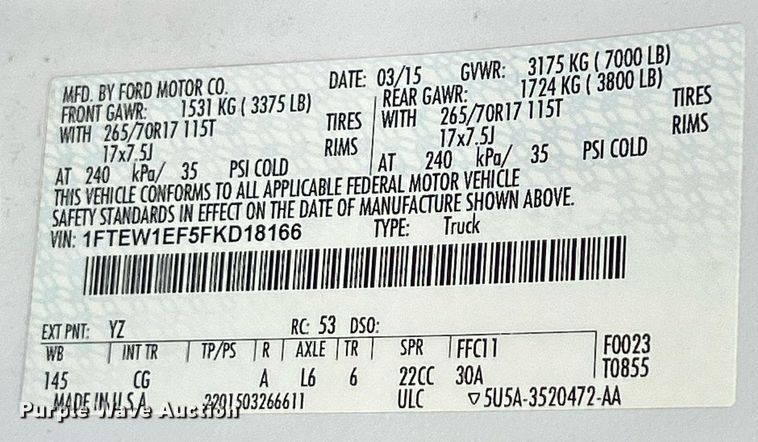 MFD. BY FORD MOTOR CO. DATE: 03/15 GVWR: 3175 KG ( 7000 LB)
FRONT GAWR: 1531 KG ( 3375 LB) REAR GAWR: 1724 KG ( 3800 LB)
WITH 265/70R17 115T TIRES WITH 265/70R17 115T TIRES
17x7.5J RIMS 17x7.5J RIMS
AT 240 kPa/ 35 PSI COLD AT 240 kPa/ 35 PSI COLD
THIS VEHICLE CONFORMS TO ALL APPLICABLE FEDERAL MOTOR VEHICLE
SAFETY STANDARDS IN EFFECT ON THE DATE OF MANUFACTURE SHOWN ABOVE.
VIN: 1FTEW1EF5FKD18166 TYPE: Truck
EXT PNT: YZ RC: 53 DSO:
WB INT TR TP/PS R AXLE TR SPR FFC11 F0023
145 CG A L6 6 22CC 30A T0855
MADE IN U.S.A. 2201503266611 ULC ▽5U5A-3520472-AA
Purple Wave Auction